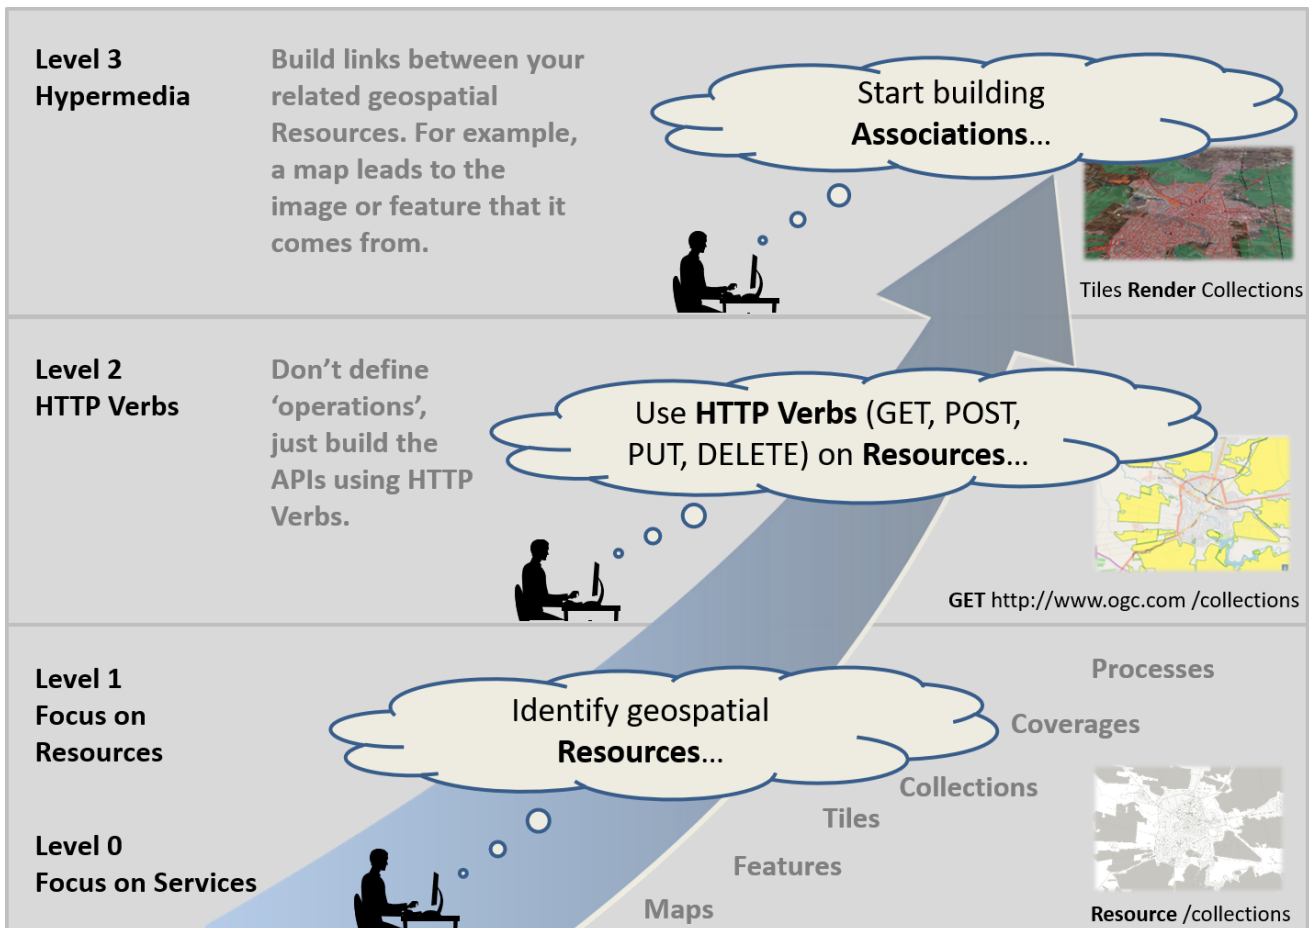 Level 3
Hypermedia
Build links between your
related geospatial
Resources. For example,
a map leads to the
image or feature that it
comes from.
Start building
Associations...
Tiles Render Collections
Level 2
HTTP Verbs
Don’t define
‘operations’,
just build the
APIs using HTTP
Verbs.
Use HTTP Verbs (GET, POST,
PUT, DELETE) on Resources...
GET http://www.ogc.com /collections
Level 1
Focus on
Resources
Identify geospatial
Resources...
Processes
Coverages
Collections
Tiles
Features
Maps
Level 0
Focus on Services
Resource /collections